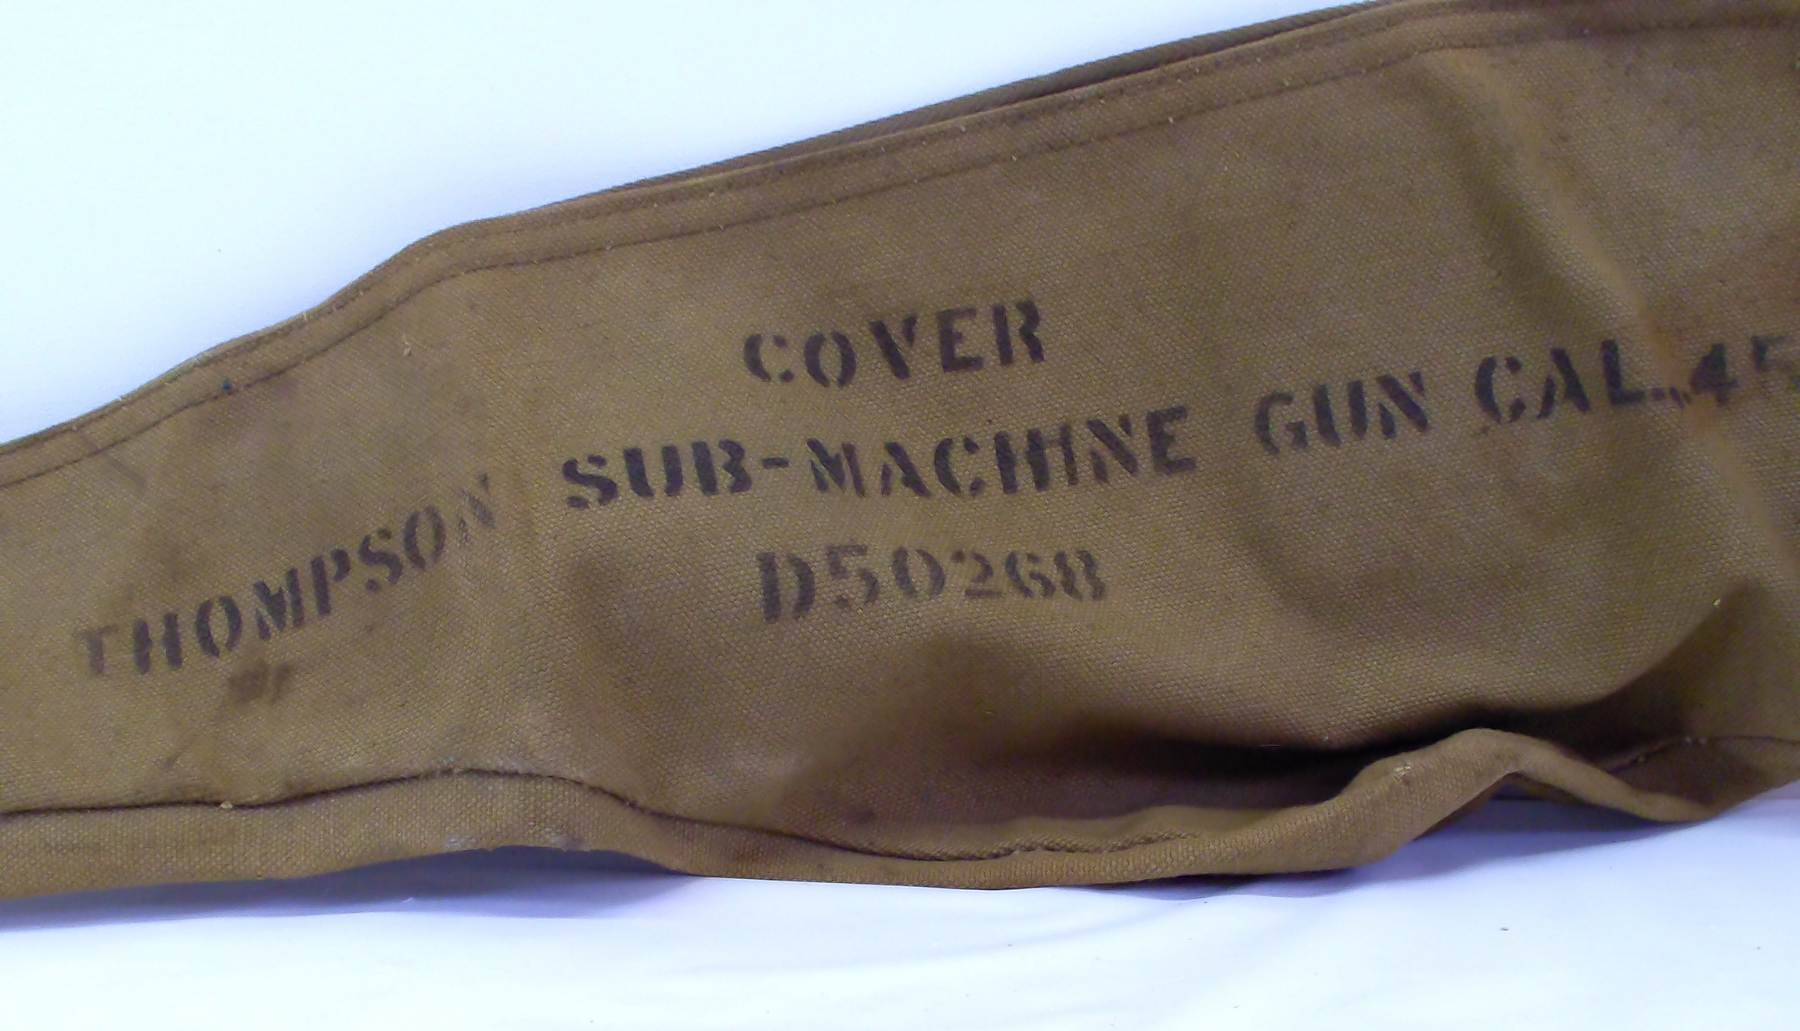 COVER
THOMPSON SUB-MACHINE GUN CAL..45
D50268